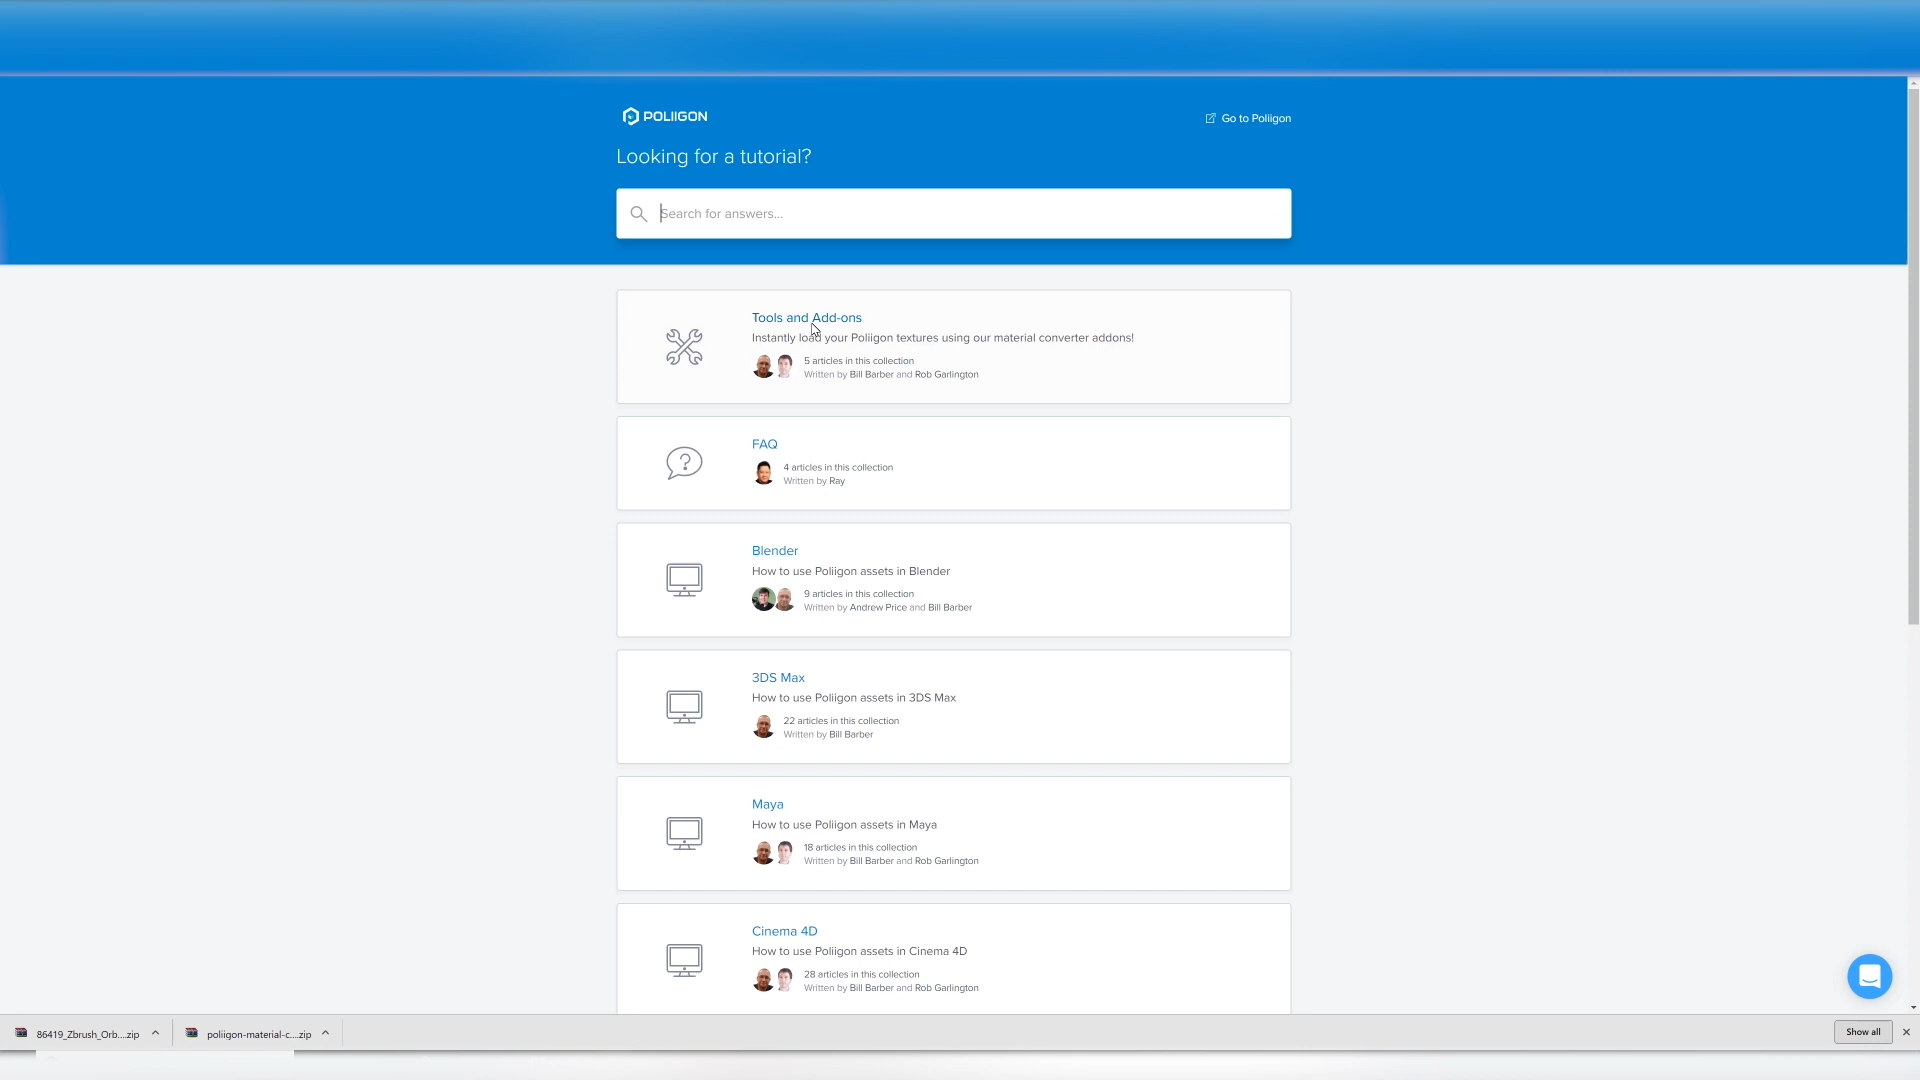 POLIIGON
Go to Poliigon
Looking for a tutorial?
Search for answers...
Tools and Add-ons
Instantly load your Poliigon textures using our material converter addons!
5 articles in this collection
Written by Bill Barber and Rob Garlington
FAQ
4 articles in this collection
Written by Ray
Blender
How to use Poliigon assets in Blender
9 articles in this collection
Written by Andrew Price and Bill Barber
3DS Max
How to use Poliigon assets in 3DS Max
22 articles in this collection
Written by Bill Barber
Maya
How to use Poliigon assets in Maya
18 articles in this collection
Written by Bill Barber and Rob Garlington
Cinema 4D
How to use Poliigon assets in Cinema 4D
28 articles in this collection
Written by Bill Barber and Rob Garlington
86419_Zbrush_Orb....zip
poliigon-material-c....zip
Show all